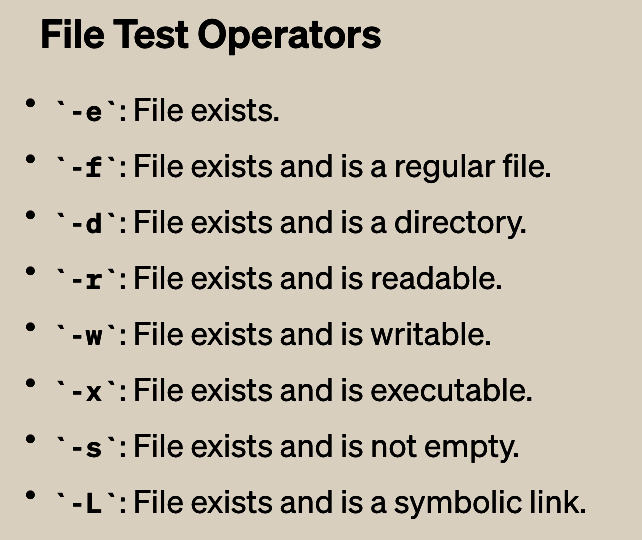 File Test Operators
• `-e`: File exists.
• `-f`: File exists and is a regular file.
• `-d`: File exists and is a directory.
• `-r`: File exists and is readable.
• `-w`: File exists and is writable.
• `-x`: File exists and is executable.
• `-s`: File exists and is not empty.
• `-L`: File exists and is a symbolic link.